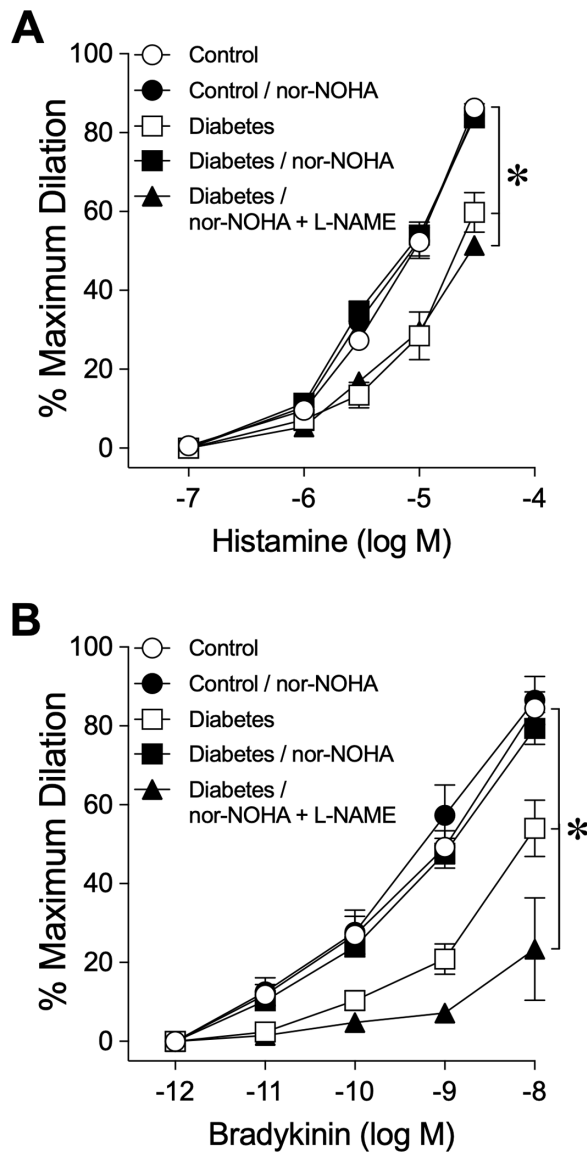 A
% Maximum Dilation
100
80
60
40
20
0
Control
Control / nor-NOHA
Diabetes
Diabetes / nor-NOHA
Diabetes /
nor-NOHA + L-NAME
*
-7 -6 -5 -4
Histamine (log M)
B
% Maximum Dilation
100
80
60
40
20
0
Control
Control / nor-NOHA
Diabetes
Diabetes / nor-NOHA
Diabetes /
nor-NOHA + L-NAME
*
-12 -11 -10 -9 -8
Bradykinin (log M)